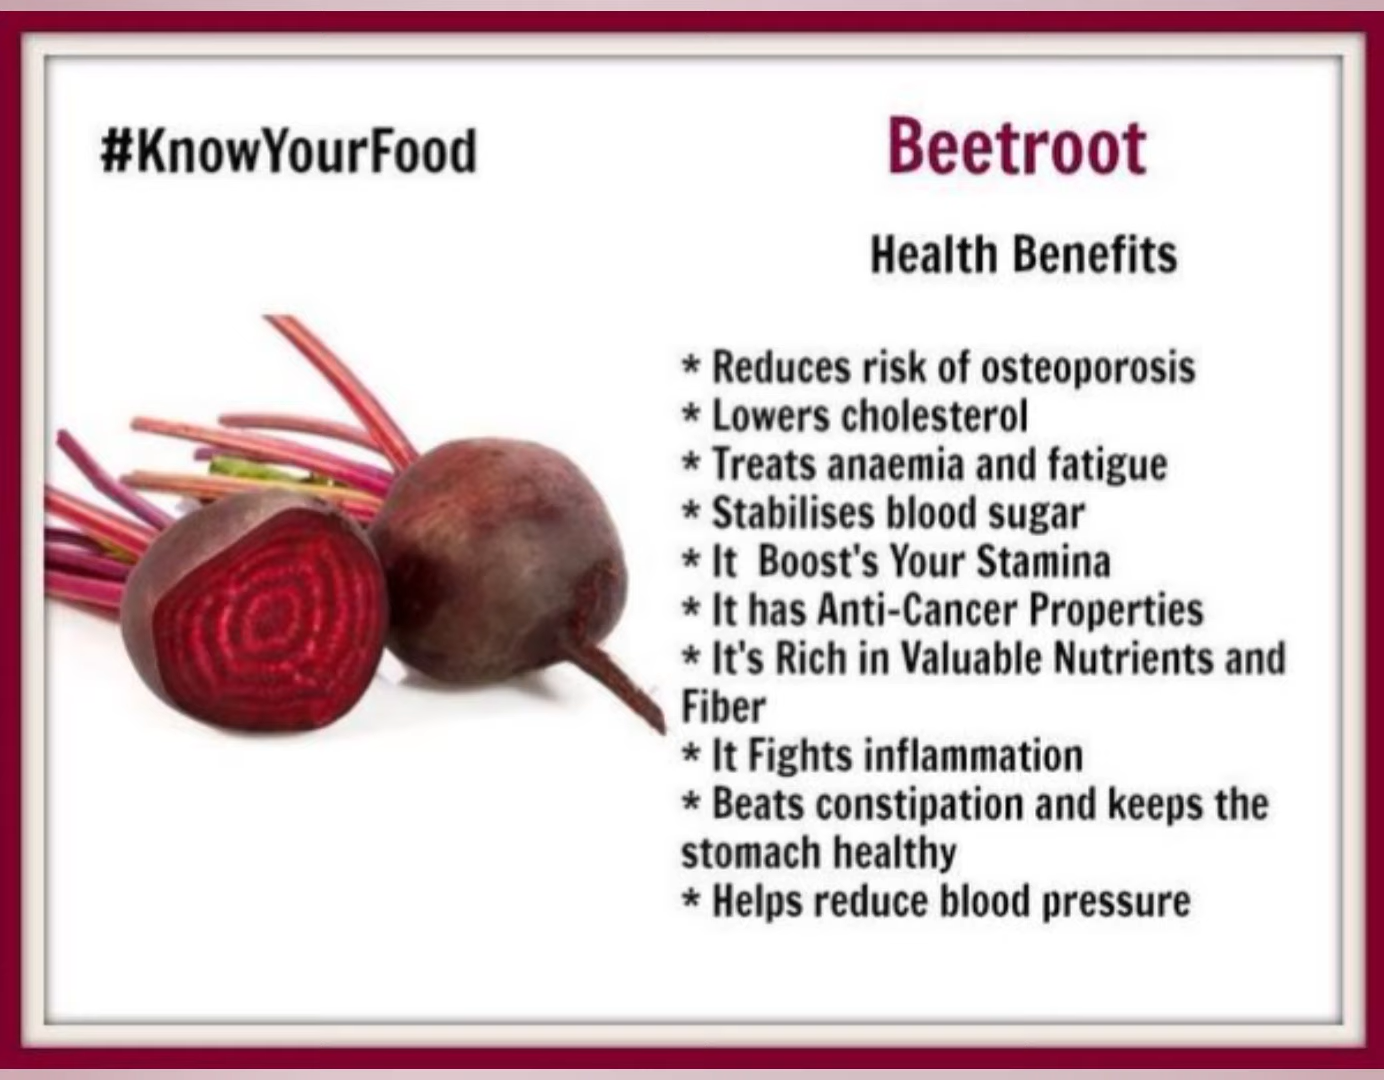 #KnowYourFood
Beetroot
Health Benefits
* Reduces risk of osteoporosis
* Lowers cholesterol
* Treats anaemia and fatigue
* Stabilises blood sugar
* It  Boost's Your Stamina
* It has Anti-Cancer Properties
* It's Rich in Valuable Nutrients and
Fiber
* It Fights inflammation
* Beats constipation and keeps the
stomach healthy
* Helps reduce blood pressure